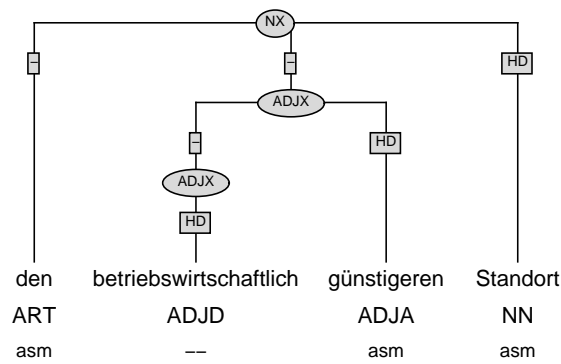 NX
– – HD
ADJX
– HD
ADJX
HD
den betriebswirtschaftlich günstigeren Standort
ART ADJD ADJA NN
asm –– asm asm